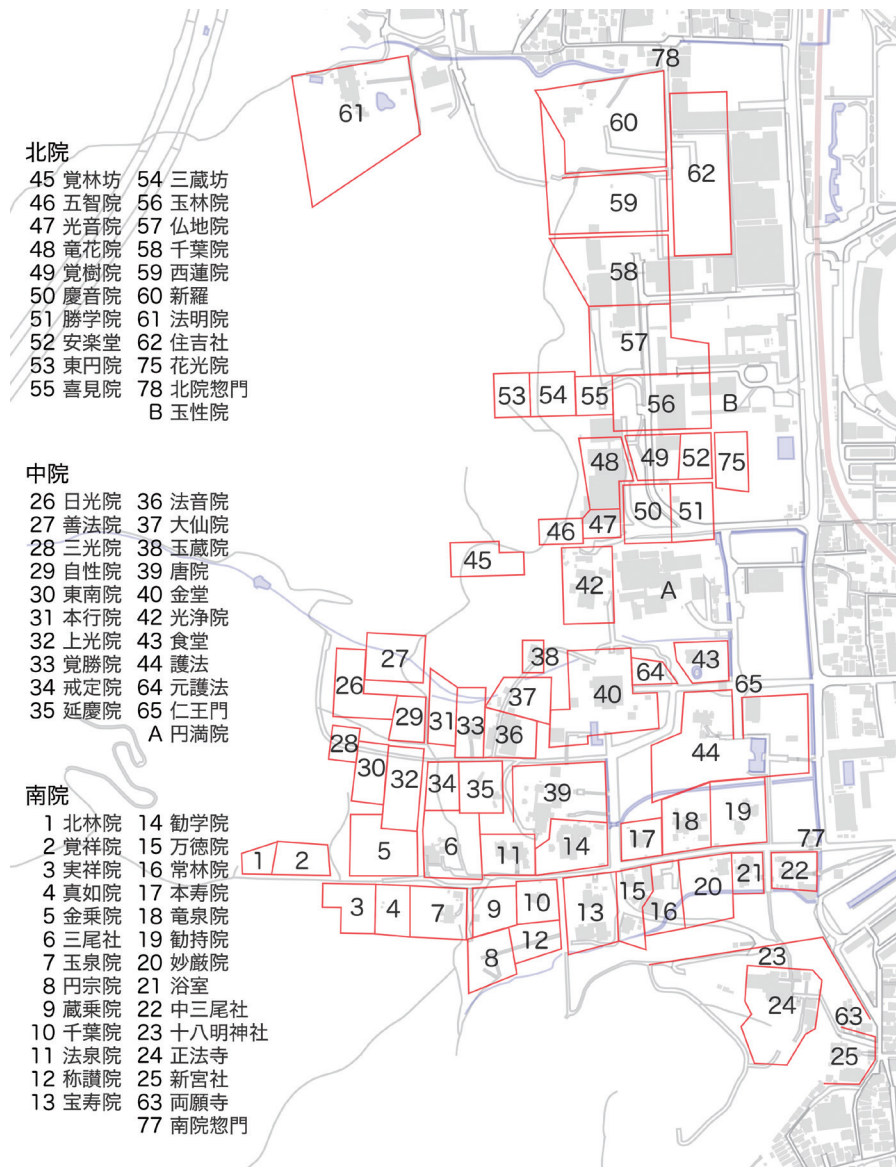 北院
45 覚林坊 54 三蔵坊
46 五智院 56 玉林院
47 光音院 57 仏地院
48 竜花院 58 千葉院
49 覚樹院 59 西蓮院
50 慶音院 60 新羅
51 勝学院 61 法明院
52 安楽堂 62 住吉社
53 東円院 75 花光院
55 喜見院 78 北院惣門
B 玉性院
中院
26 日光院 36 法音院
27 善法院 37 大仙院
28 三光院 38 玉蔵院
29 自性院 39 唐院
30 東南院 40 金堂
31 本行院 42 光浄院
32 上光院 43 食堂
33 覚勝院 44 護法
34 戒定院 64 元護法
35 延慶院 65 仁王門
A 円満院
南院
1 北林院 14 勧学院
2 覚祥院 15 万徳院
3 実祥院 16 常林院
4 真如院 17 本寿院
5 金乗院 18 竜泉院
6 三尾社 19 勧持院
7 玉泉院 20 妙厳院
8 円宗院 21 浴室
9 蔵乗院 22 中三尾社
10 千葉院 23 十八明神社
11 法泉院 24 正法寺
12 称讃院 25 新宮社
13 宝寿院 63 両願寺
77 南院惣門
78
61
60
62
59
58
57
53 54 55 56 B
48 49 52 75
50 51
46 47
45
42 A
38 43
27 64
26 37 40 65
29 31 33 36 44
28
30 32 34 35 39
18 19
17 77
1 2 5 6 11 14
15 20 21 22
3 4 7 9 10 13 16
12
8 23
24
63
25